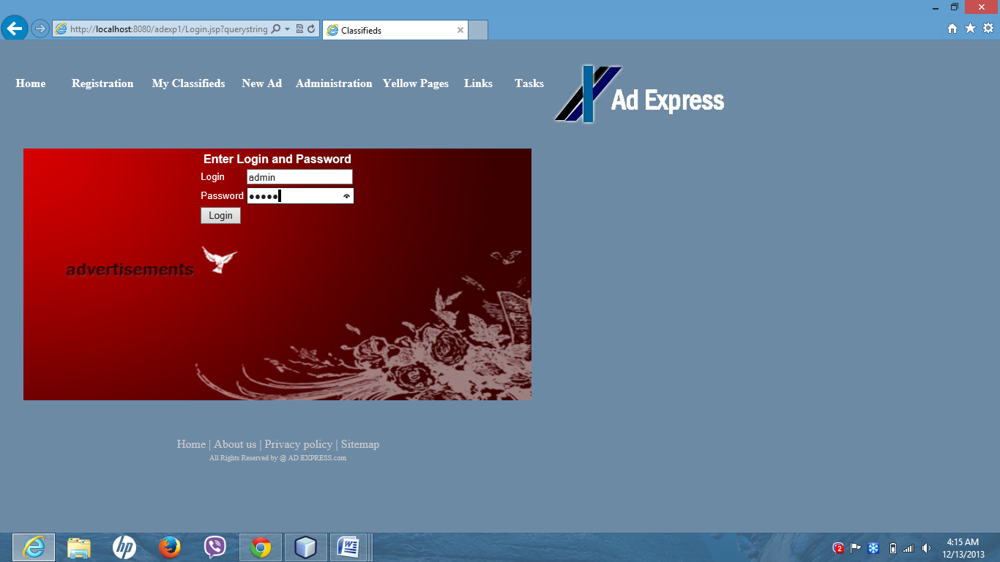 http://localhost:8080/adexp1/Login.jsp?querystring
Classifieds
Home Registration My Classifieds New Ad Administration Yellow Pages Links Tasks
Ad Express
Enter Login and Password
Login admin
Password •••••
Login
advertisements
Home | About us | Privacy policy | Sitemap
All Rights Reserved by @ AD EXPRESS.com
hp
2
4:15 AM
12/13/2013